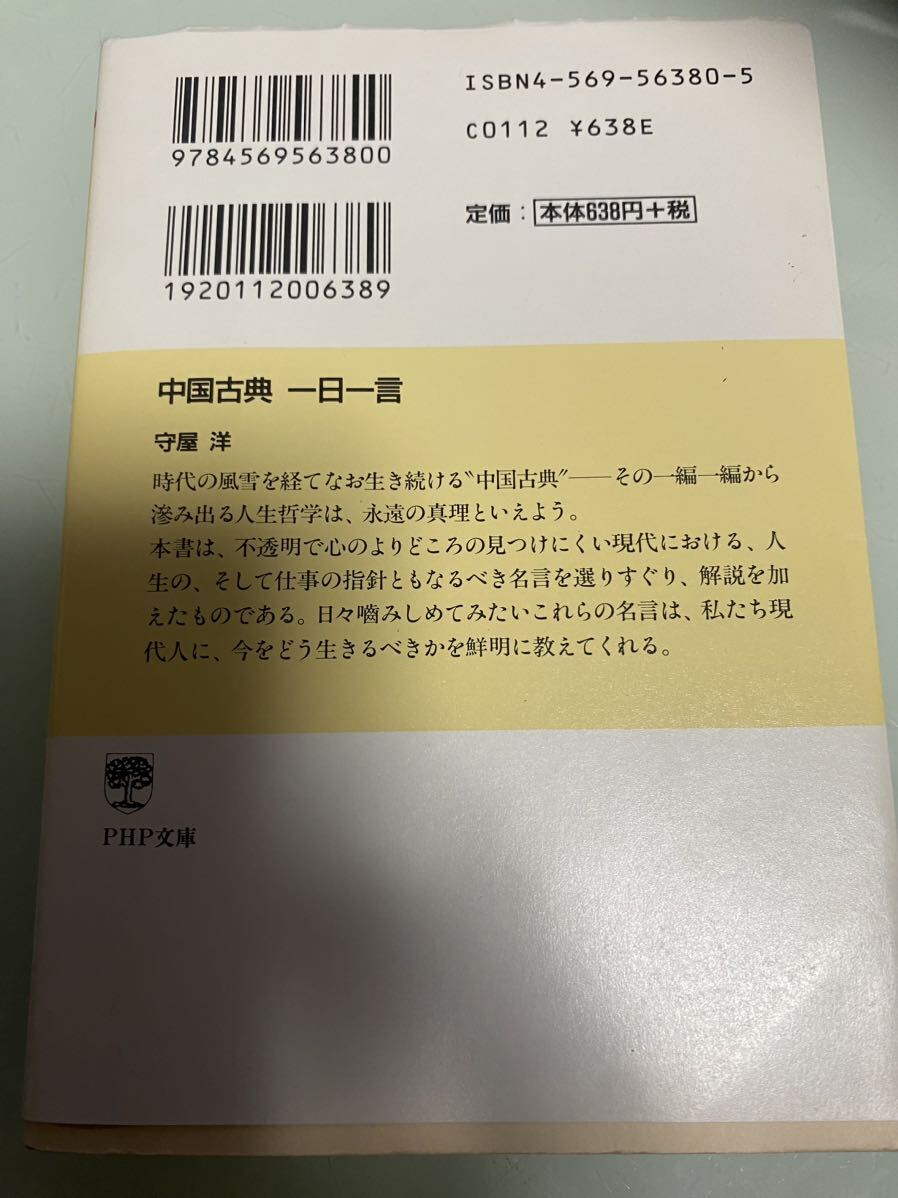 ISBN4-569-56380-5
C0112 ¥638E
9784569563800
定価：本体638円+税
1920112006389
中国古典 一日一言
守屋 洋
時代の風雪を経てなお生き続ける〝中国古典〟――その一編一編から
滲み出る人生哲学は、永遠の真理といえよう。
本書は、不透明で心のよりどころの見つけにくい現代における、人
生の、そして仕事の指針ともなるべき名言を選りすぐり、解説を加
えたものである。日々嚙みしめてみたいこれらの名言は、私たち現
代人に、今をどう生きるべきかを鮮明に教えてくれる。
PHP文庫